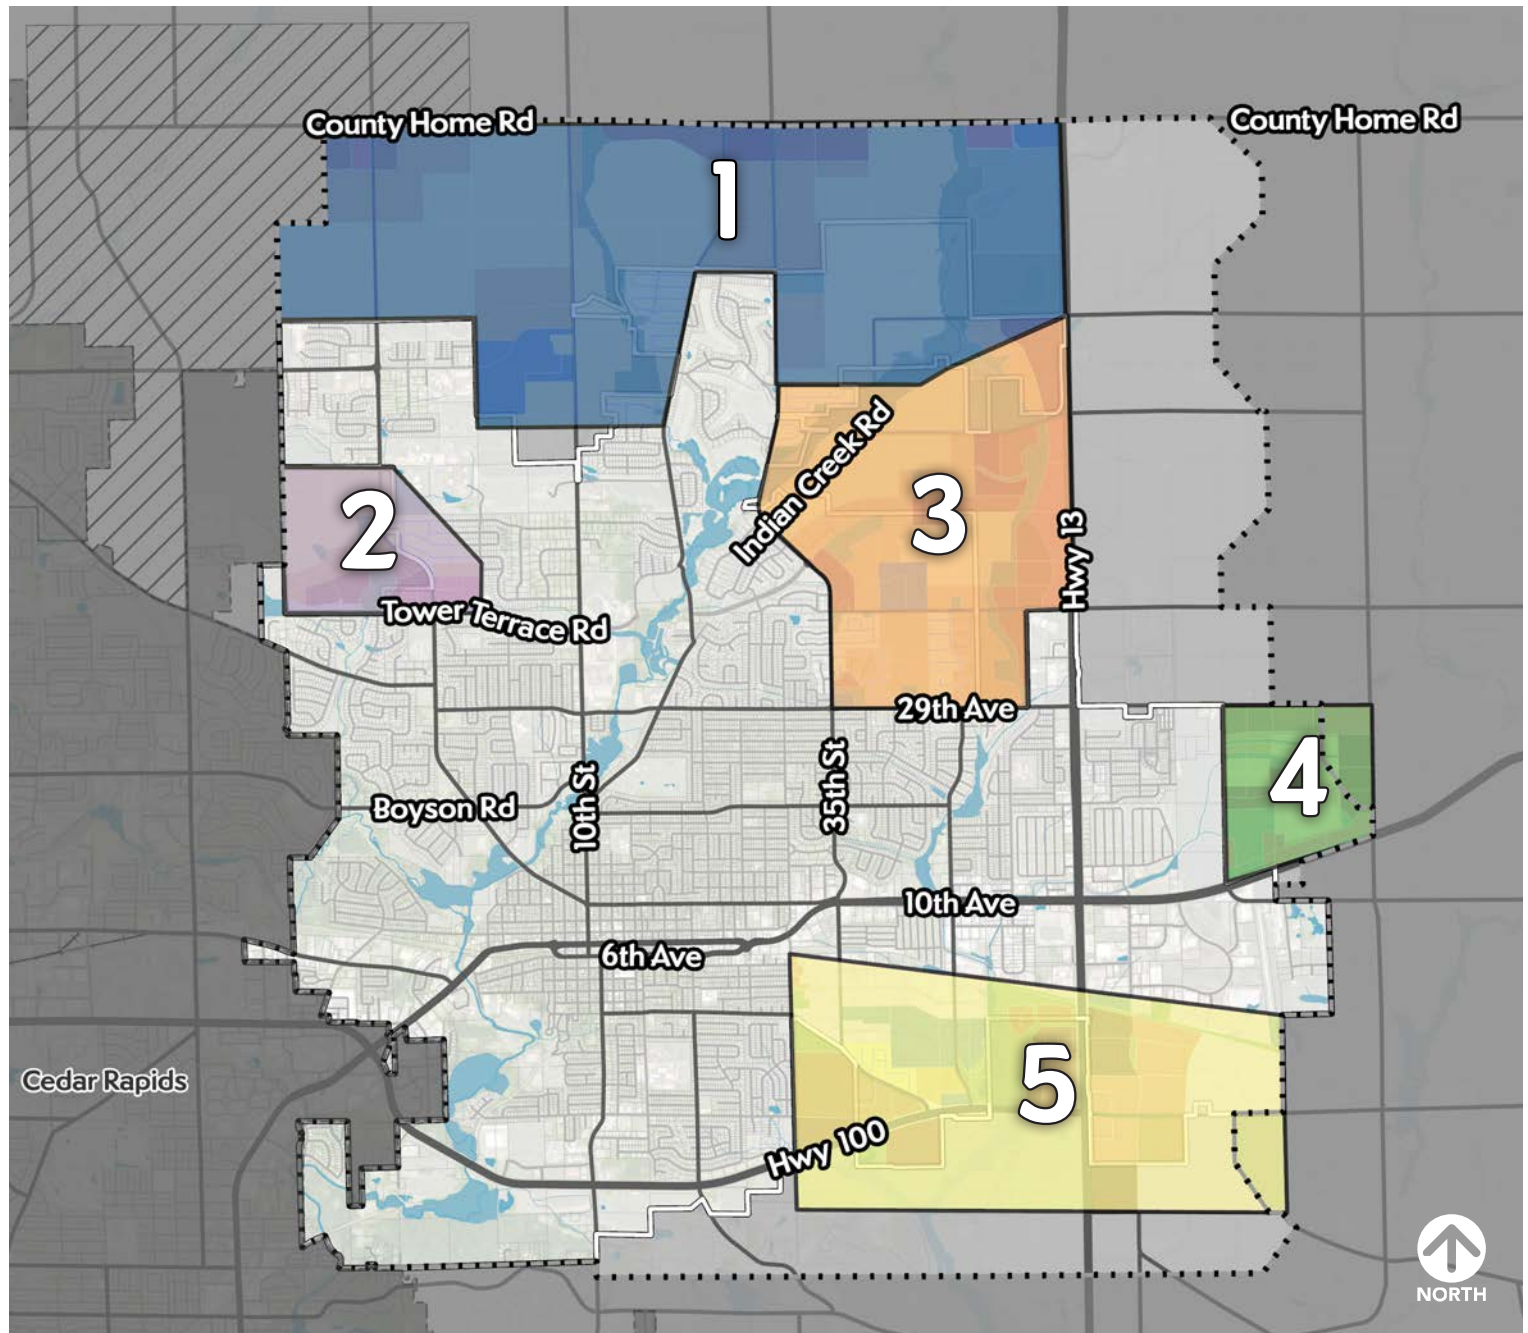 County Home Rd
County Home Rd
1
Indian Creek Rd
2
3
Hwy 13
Tower Terrace Rd
29th Ave
4
10th St
35th St
Boyson Rd
10th Ave
6th Ave
5
Cedar Rapids
Hwy 100
NORTH